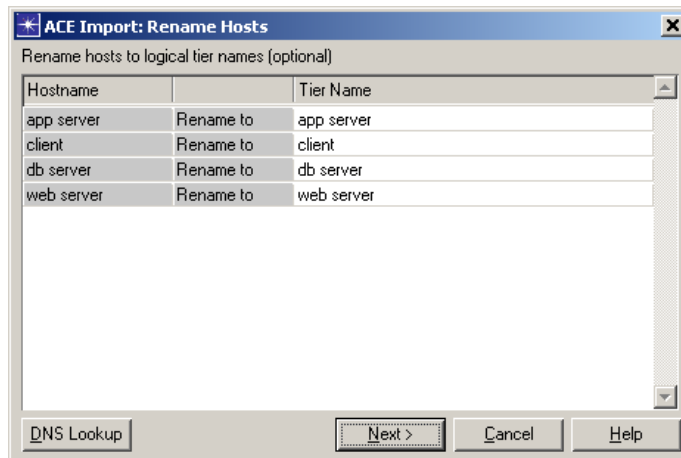 ACE Import: Rename Hosts
Rename hosts to logical tier names (optional)
Hostname Tier Name
app server Rename to app server
client Rename to client
db server Rename to db server
web server Rename to web server
DNS Lookup Next > Cancel Help